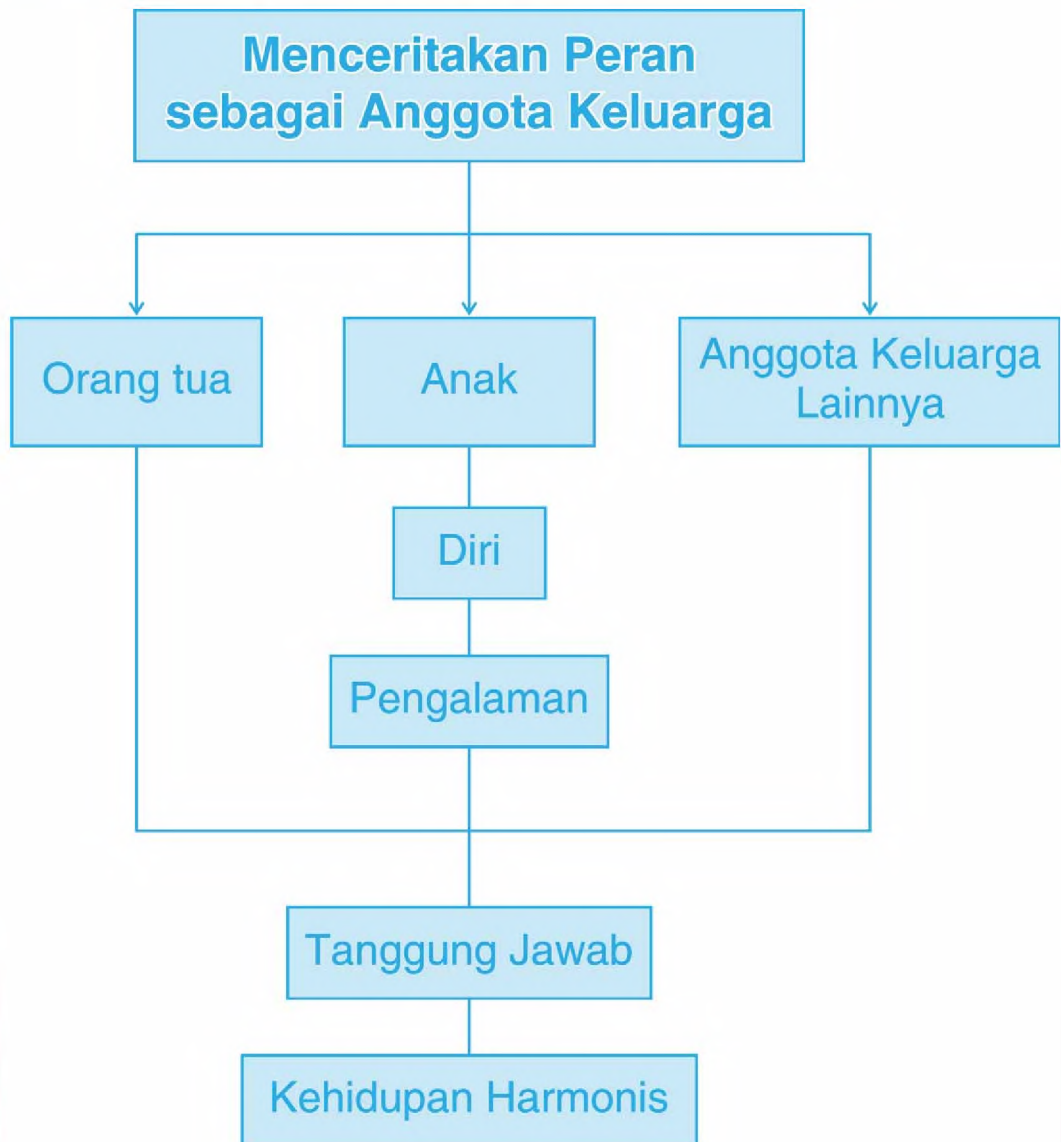 Menceritakan Peran
sebagai Anggota Keluarga
Orang tua
Anak
Anggota Keluarga
Lainnya
Diri
Pengalaman
Tanggung Jawab
Kehidupan Harmonis